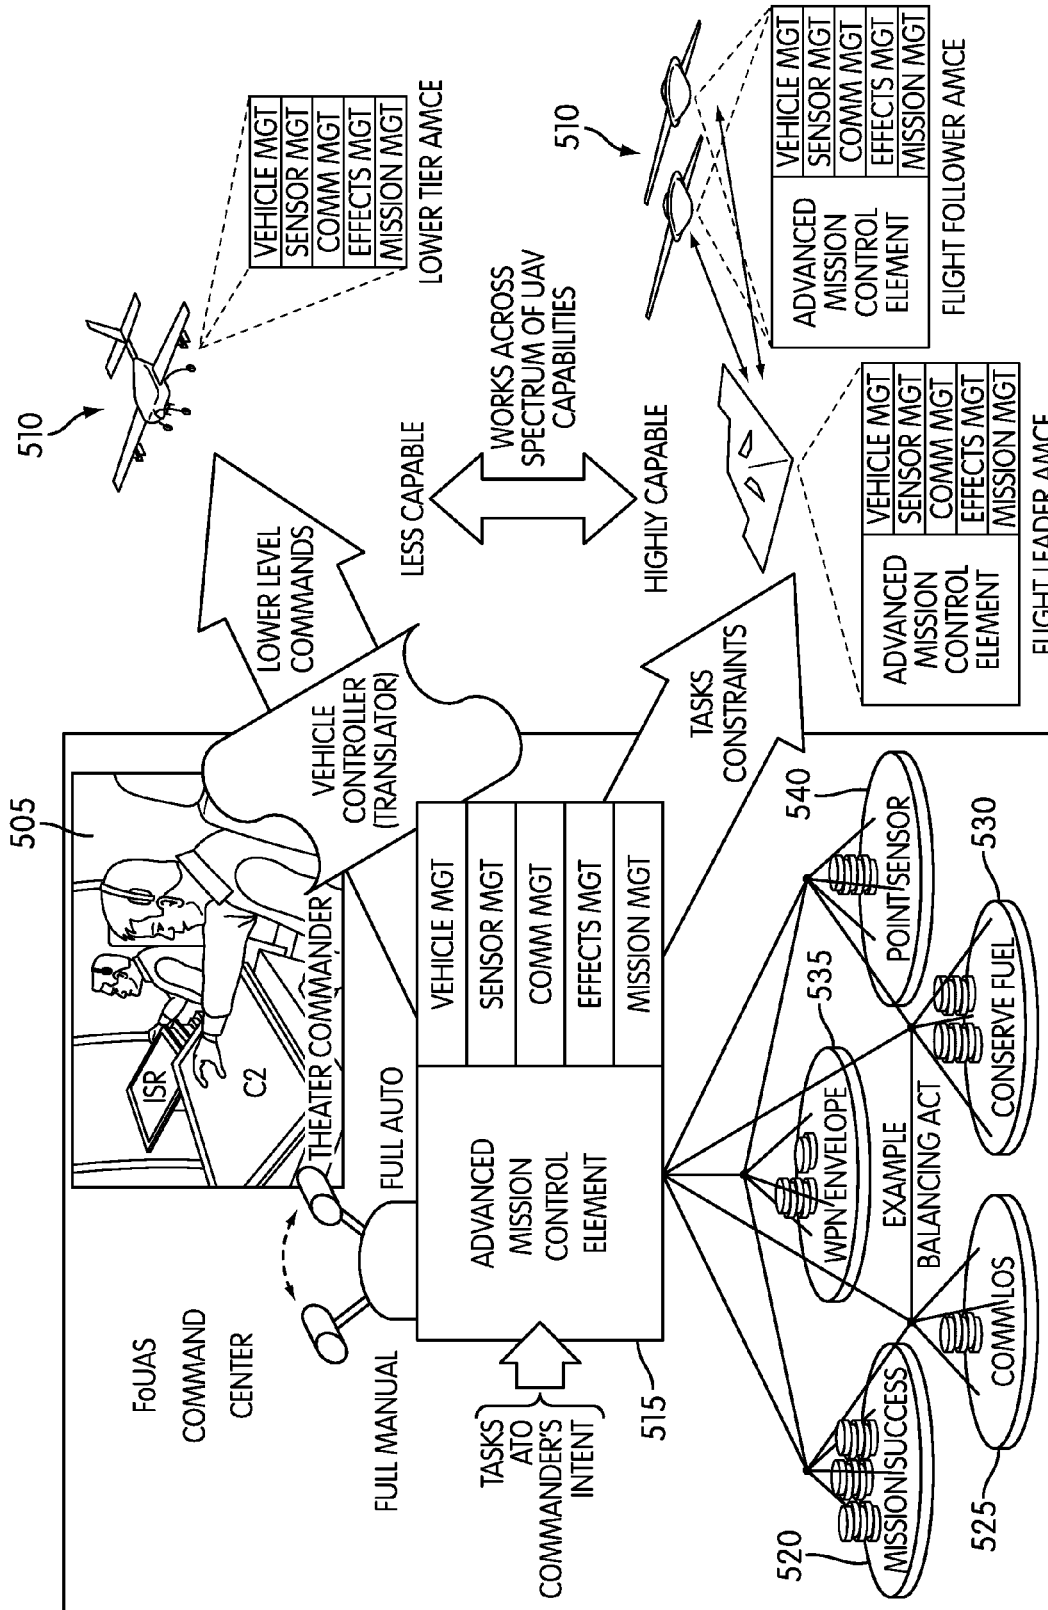 FoUAS
COMMAND
CENTER
505
ISR
C2
THEATER COMMANDER
FULL MANUAL
FULL AUTO
TASKS
ATO
COMMANDER'S
INTENT
515
ADVANCED
MISSION
CONTROL
ELEMENT
VEHICLE MGT
SENSOR MGT
COMM MGT
EFFECTS MGT
MISSION MGT
VEHICLE
CONTROLLER
(TRANSLATOR)
LOWER LEVEL
COMMANDS
TASKS
CONSTRAINTS
520
MISSION SUCCESS
525
COMM LOS
WPN ENVELOPE
535
EXAMPLE
BALANCING ACT
CONSERVE FUEL
530
POINT SENSOR
540
510
VEHICLE MGT
SENSOR MGT
COMM MGT
EFFECTS MGT
MISSION MGT
LOWER TIER AMCE
LESS CAPABLE
WORKS ACROSS
SPECTRUM OF UAV
CAPABILITIES
HIGHLY CAPABLE
510
ADVANCED
MISSION
CONTROL
ELEMENT
VEHICLE MGT
SENSOR MGT
COMM MGT
EFFECTS MGT
MISSION MGT
FLIGHT LEADER AMCE
ADVANCED
MISSION
CONTROL
ELEMENT
VEHICLE MGT
SENSOR MGT
COMM MGT
EFFECTS MGT
MISSION MGT
FLIGHT FOLLOWER AMCE